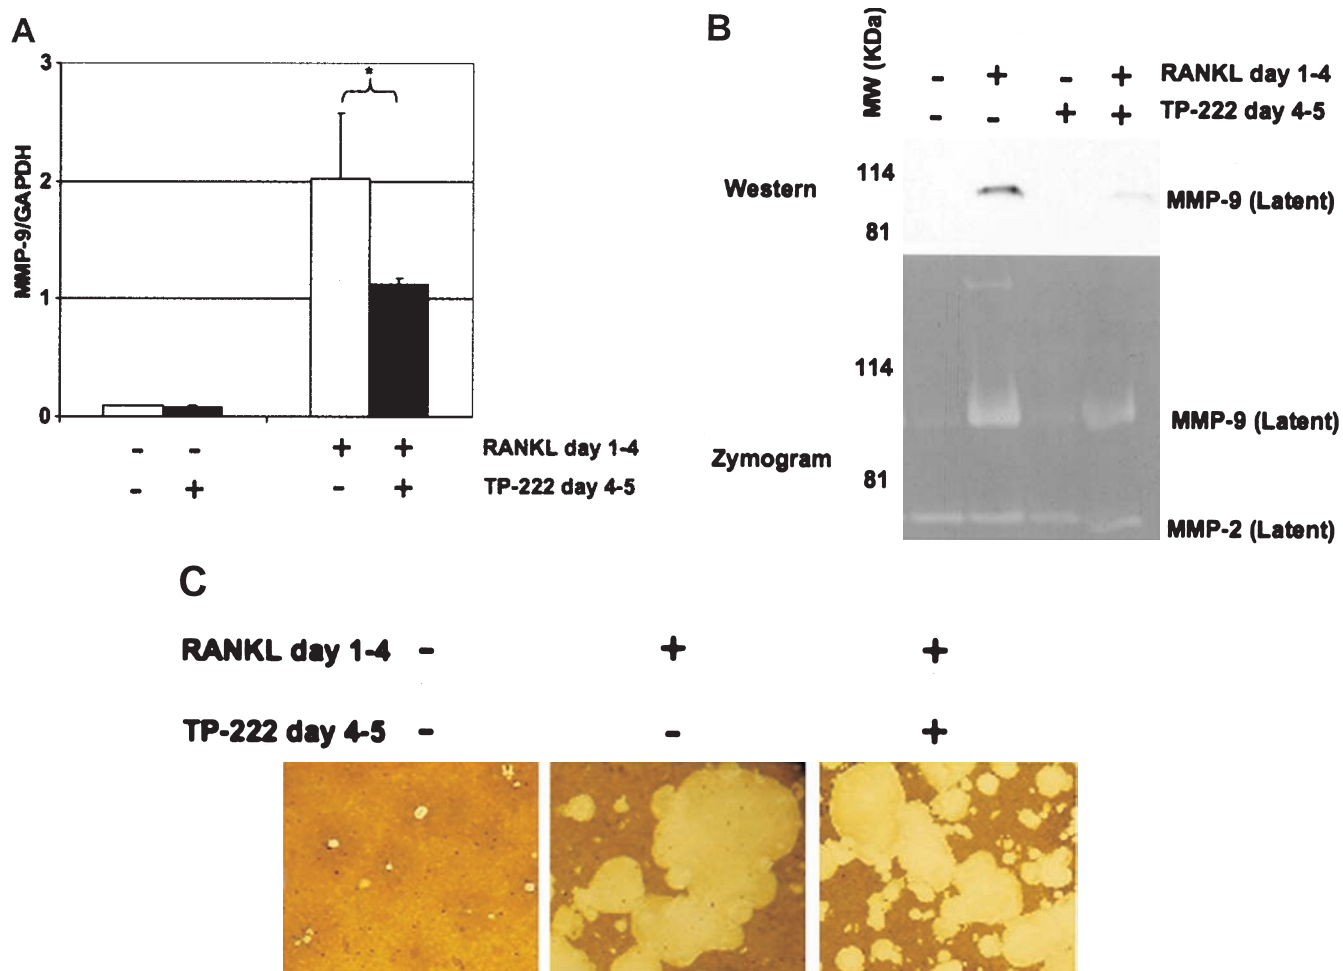 A
3
2
1
0
MMP-9/GAPDH
*
- - + + RANKL day 1-4
- + - + TP-222 day 4-5
B
MW (KDa)
- + - + RANKL day 1-4
- - + + TP-222 day 4-5
Western
114
81
MMP-9 (Latent)
Zymogram
114
81
MMP-9 (Latent)
MMP-2 (Latent)
C
RANKL day 1-4 - + +
TP-222 day 4-5 - - +